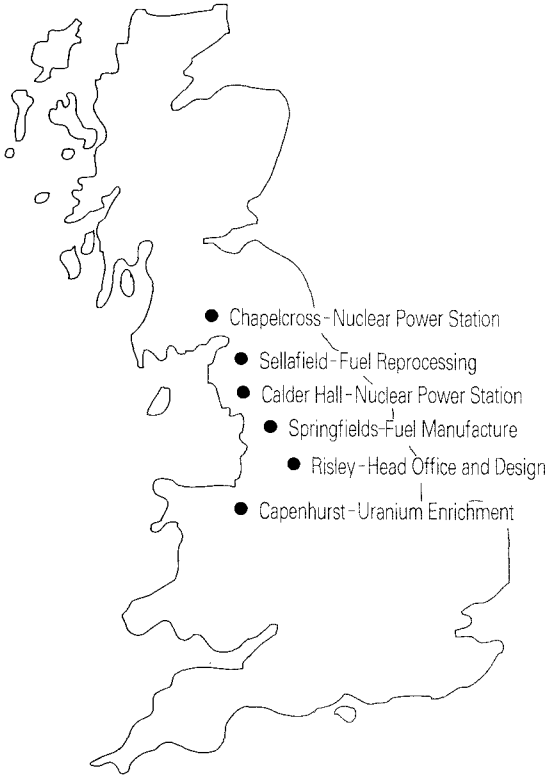 Chapelcross-Nuclear Power Station
Sellafield-Fuel Reprocessing
Calder Hall-Nuclear Power Station
Springfields-Fuel Manufacture
Risley-Head Office and Design
Capenhurst-Uranium Enrichment